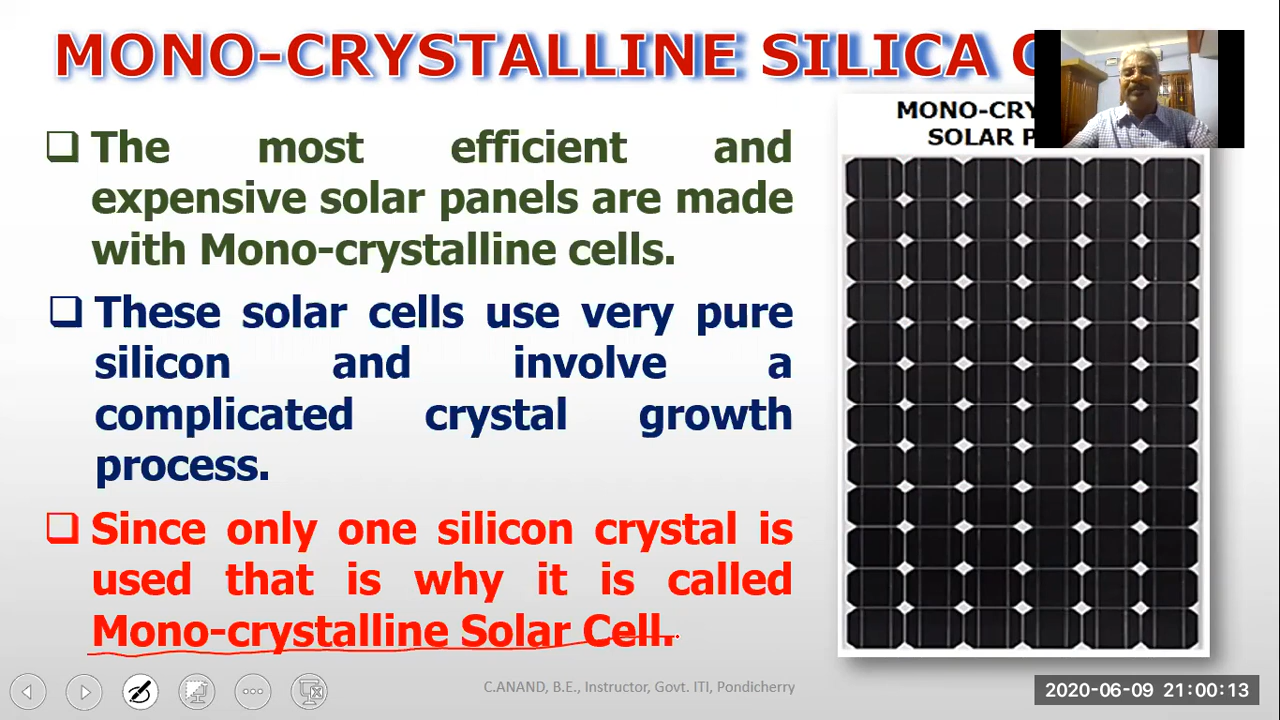 MONO-CRYSTALLINE SILICA
MONO-CRY
SOLAR P
❑ The most efficient and
expensive solar panels are made
with Mono-crystalline cells.
❑ These solar cells use very pure
silicon and involve a
complicated crystal growth
process.
❑ Since only one silicon crystal is
used that is why it is called
Mono-crystalline Solar Cell.
C.ANAND, B.E., Instructor, Govt. ITI, Pondicherry
2020-06-09 21:00:13